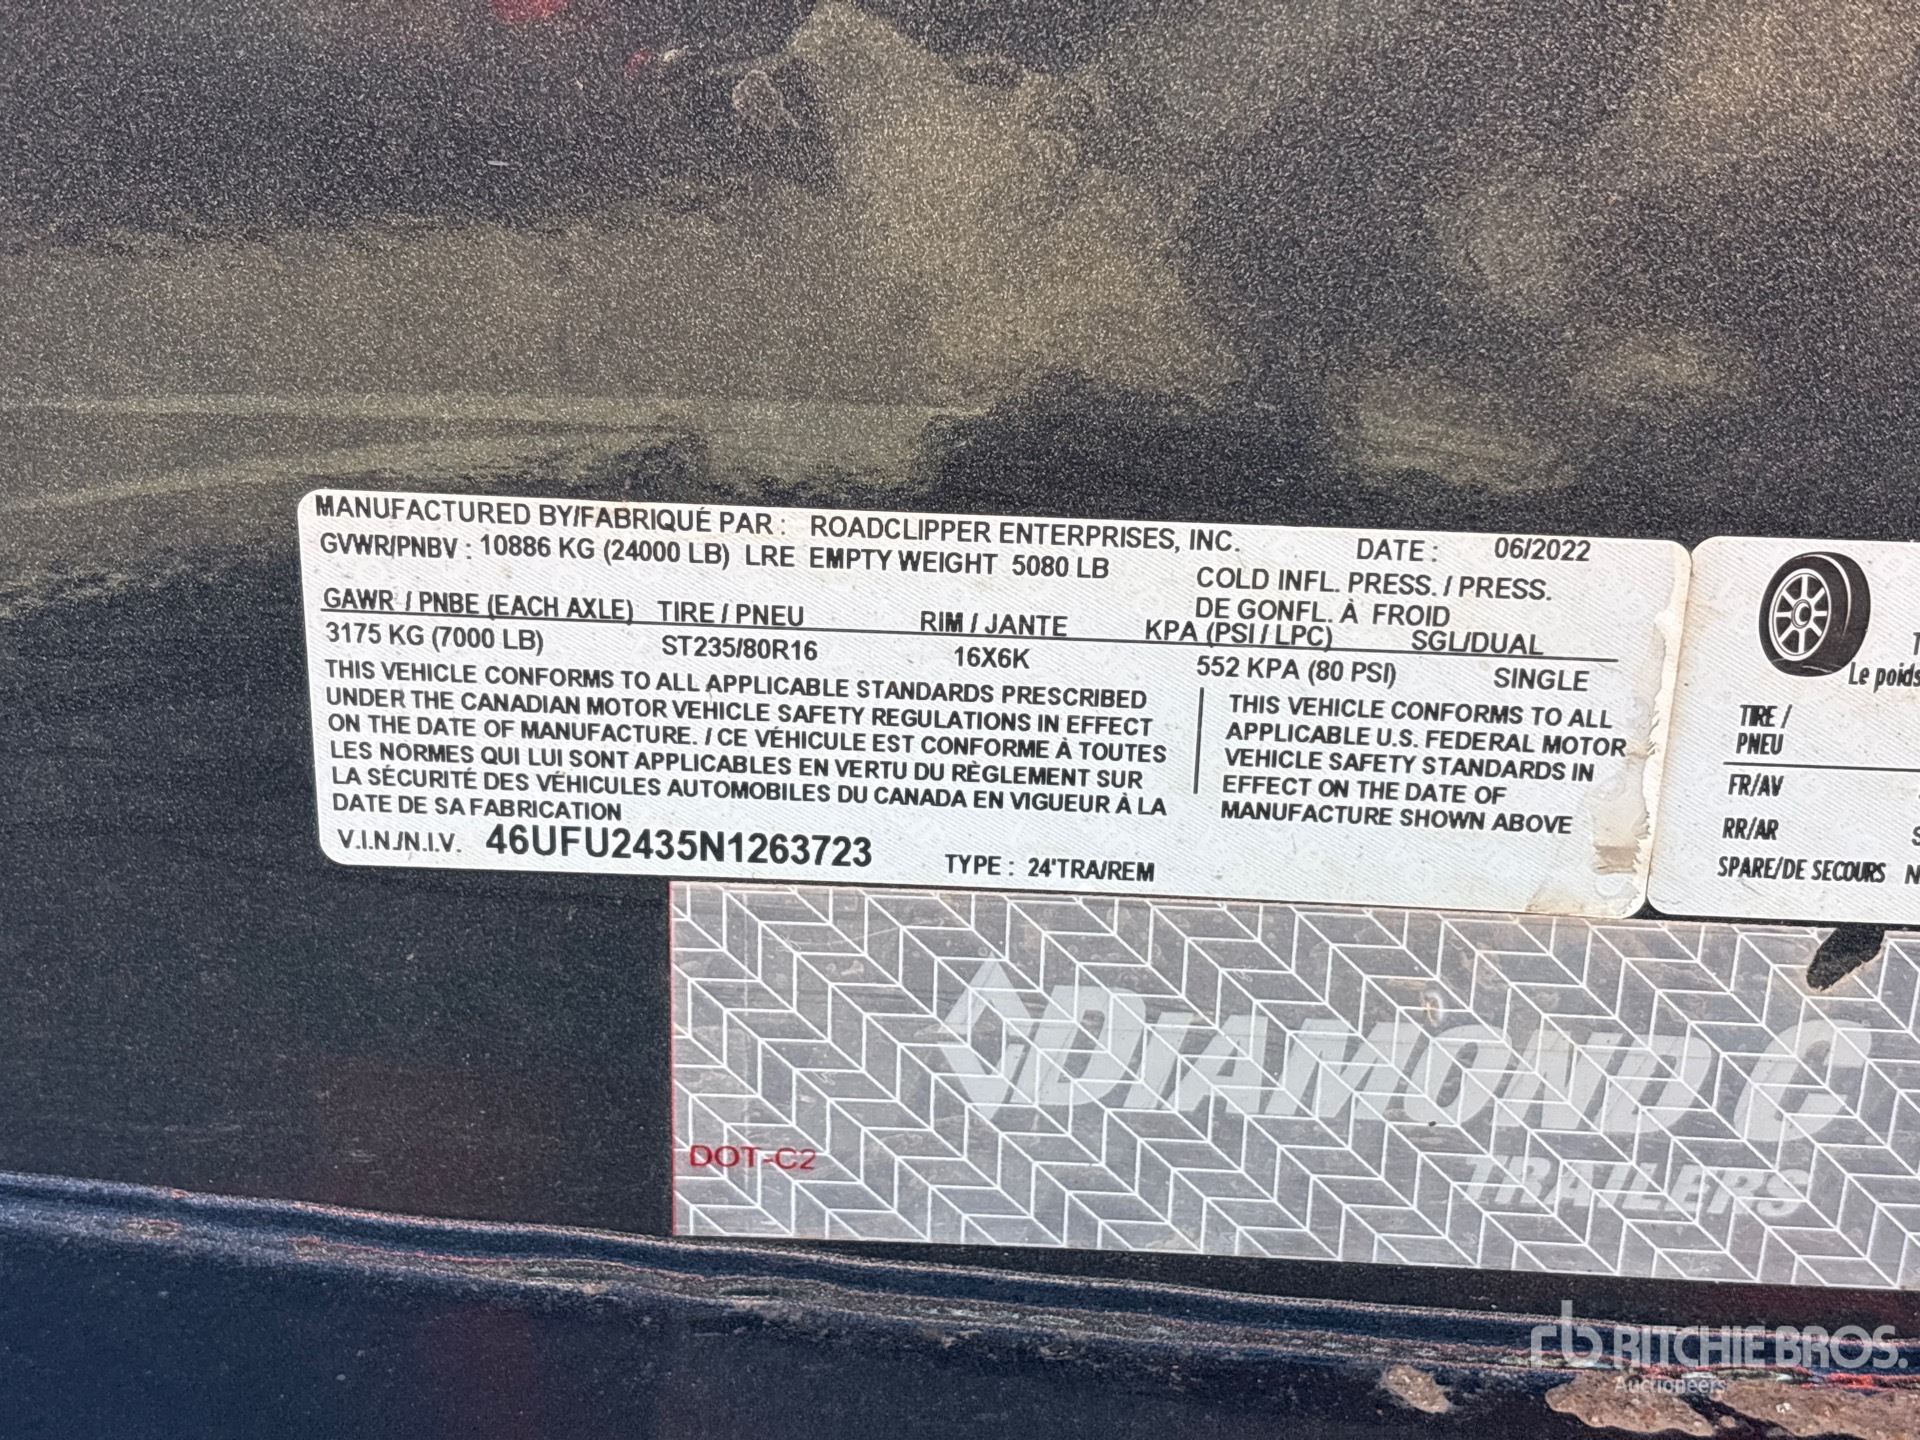 MANUFACTURED BY/FABRIQUÉ PAR : ROADCLIPPER ENTERPRISES, INC. DATE : 06/2022
GVWR/PNBV : 10886 KG (24000 LB) LRE EMPTY WEIGHT 5080 LB
COLD INFL. PRESS. / PRESS.
DE GONFL. À FROID
GAWR / PNBE (EACH AXLE) TIRE / PNEU RIM / JANTE KPA (PSI / LPC) SGL/DUAL
3175 KG (7000 LB) ST235/80R16 16X6K 552 KPA (80 PSI) SINGLE
THIS VEHICLE CONFORMS TO ALL APPLICABLE STANDARDS PRESCRIBED
UNDER THE CANADIAN MOTOR VEHICLE SAFETY REGULATIONS IN EFFECT
ON THE DATE OF MANUFACTURE. / CE VÉHICULE EST CONFORME À TOUTES
LES NORMES QUI LUI SONT APPLICABLES EN VERTU DU RÈGLEMENT SUR
LA SÉCURITÉ DES VÉHICULES AUTOMOBILES DU CANADA EN VIGUEUR À LA
DATE DE SA FABRICATION
THIS VEHICLE CONFORMS TO ALL
APPLICABLE U.S. FEDERAL MOTOR
VEHICLE SAFETY STANDARDS IN
EFFECT ON THE DATE OF
MANUFACTURE SHOWN ABOVE
V.I.N./N.I.V. 46UFU2435N1263723 TYPE : 24'TRA/REM
Le poids
TIRE /
PNEU
FR/AV
RR/AR
SPARE/DE SECOURS
DIAMOND C
TRAILERS
DOT-C2
rb RITCHIE BROS.
Auctioneers